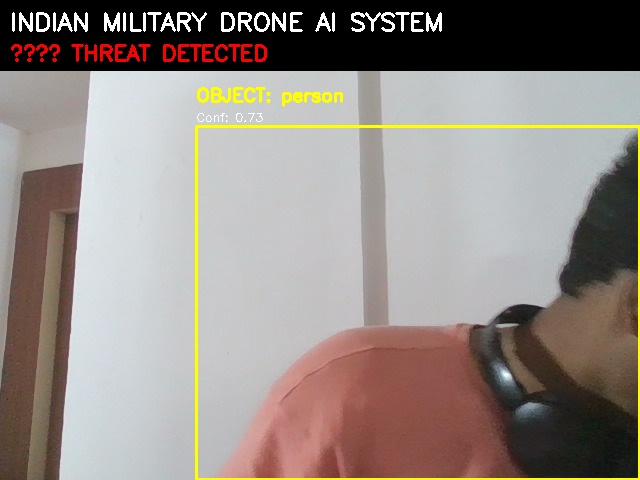 INDIAN MILITARY DRONE AI SYSTEM
???? THREAT DETECTED
OBJECT: person
Conf: 0.73